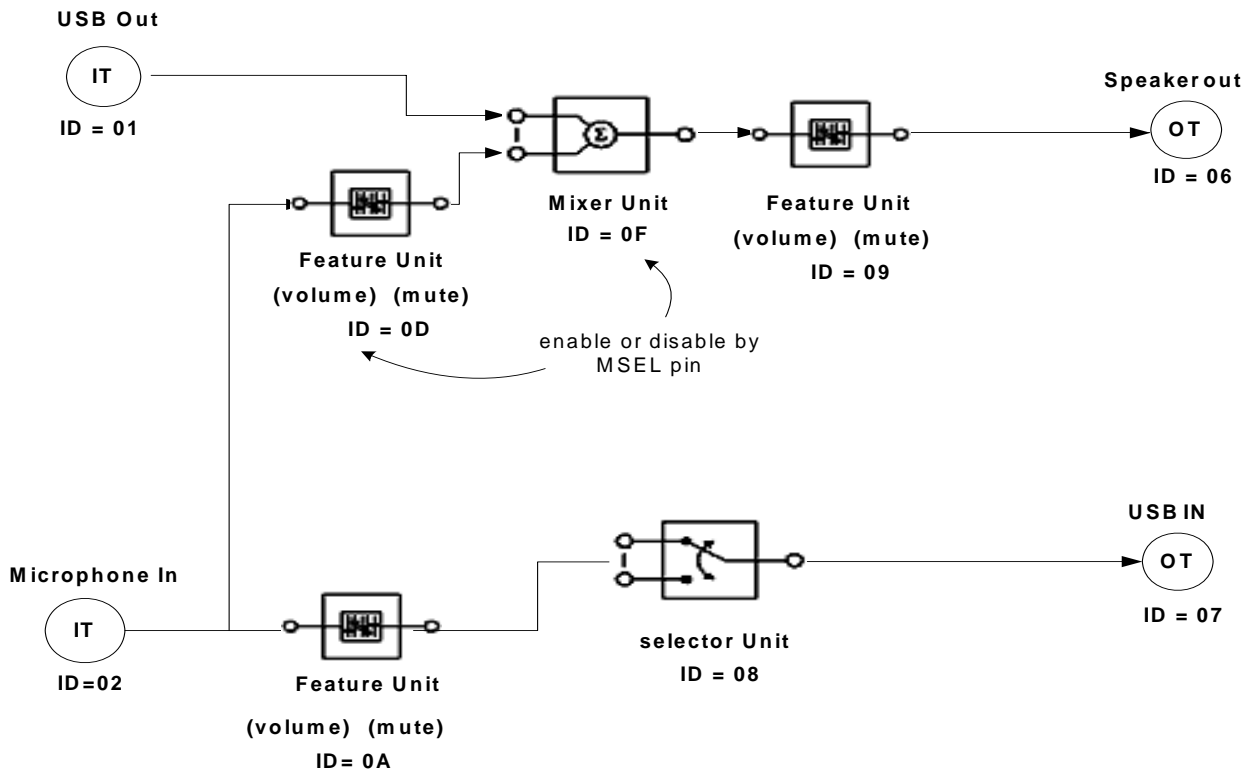 USB Out
IT
ID = 01
Speakerout
OT
ID = 06
Σ
Mixer Unit
ID = 0F
Feature Unit
(volume) (mute)
ID = 09
Feature Unit
(volume) (mute)
ID = 0D
enable or disable by
MSEL pin
USB IN
OT
ID = 07
Microphone In
IT
ID=02
selector Unit
ID = 08
Feature Unit
(volume) (mute)
ID= 0A